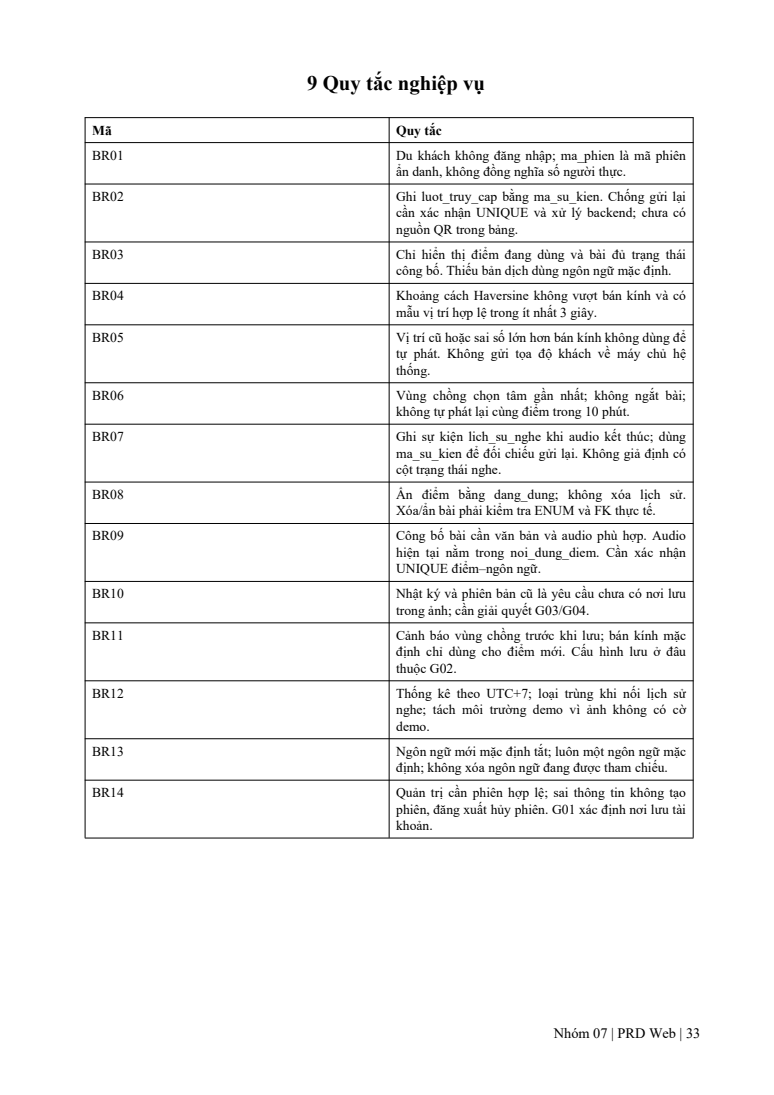 9 Quy tắc nghiệp vụ
Mã Quy tắc
BR01 Du khách không đăng nhập; ma_phien là mã phiên
ẩn danh, không đồng nghĩa số người thực.
BR02 Ghi luot_truy_cap bằng ma_su_kien. Chống gửi lại
cần xác nhận UNIQUE và xử lý backend; chưa có
nguồn QR trong bảng.
BR03 Chỉ hiển thị điểm đang dùng và bài đủ trạng thái
công bố. Thiếu bản dịch dùng ngôn ngữ mặc định.
BR04 Khoảng cách Haversine không vượt bán kính và có
mẫu vị trí hợp lệ trong ít nhất 3 giây.
BR05 Vị trí cũ hoặc sai số lớn hơn bán kính không dùng để
tự phát. Không gửi tọa độ khách về máy chủ hệ
thống.
BR06 Vùng chồng chọn tâm gần nhất; không ngắt bài;
không tự phát lại cùng điểm trong 10 phút.
BR07 Ghi sự kiện lich_su_nghe khi audio kết thúc; dùng
ma_su_kien để đối chiếu gửi lại. Không giả định có
cột trạng thái nghe.
BR08 Ẩn điểm bằng dang_dung; không xóa lịch sử.
Xóa/ẩn bài phải kiểm tra ENUM và FK thực tế.
BR09 Công bố bài cần văn bản và audio phù hợp. Audio
hiện tại nằm trong noi_dung_diem. Cần xác nhận
UNIQUE điểm–ngôn ngữ.
BR10 Nhật ký và phiên bản cũ là yêu cầu chưa có nơi lưu
trong ảnh; cần giải quyết G03/G04.
BR11 Cảnh báo vùng chồng trước khi lưu; bán kính mặc
định chỉ dùng cho điểm mới. Cấu hình lưu ở đâu
thuộc G02.
BR12 Thống kê theo UTC+7; loại trùng khi nối lịch sử
nghe; tách môi trường demo vì ảnh không có cờ
demo.
BR13 Ngôn ngữ mới mặc định tắt; luôn một ngôn ngữ mặc
định; không xóa ngôn ngữ đang được tham chiếu.
BR14 Quản trị cần phiên hợp lệ; sai thông tin không tạo
phiên, đăng xuất hủy phiên. G01 xác định nơi lưu tài
khoản.
Nhóm 07 | PRD Web | 33